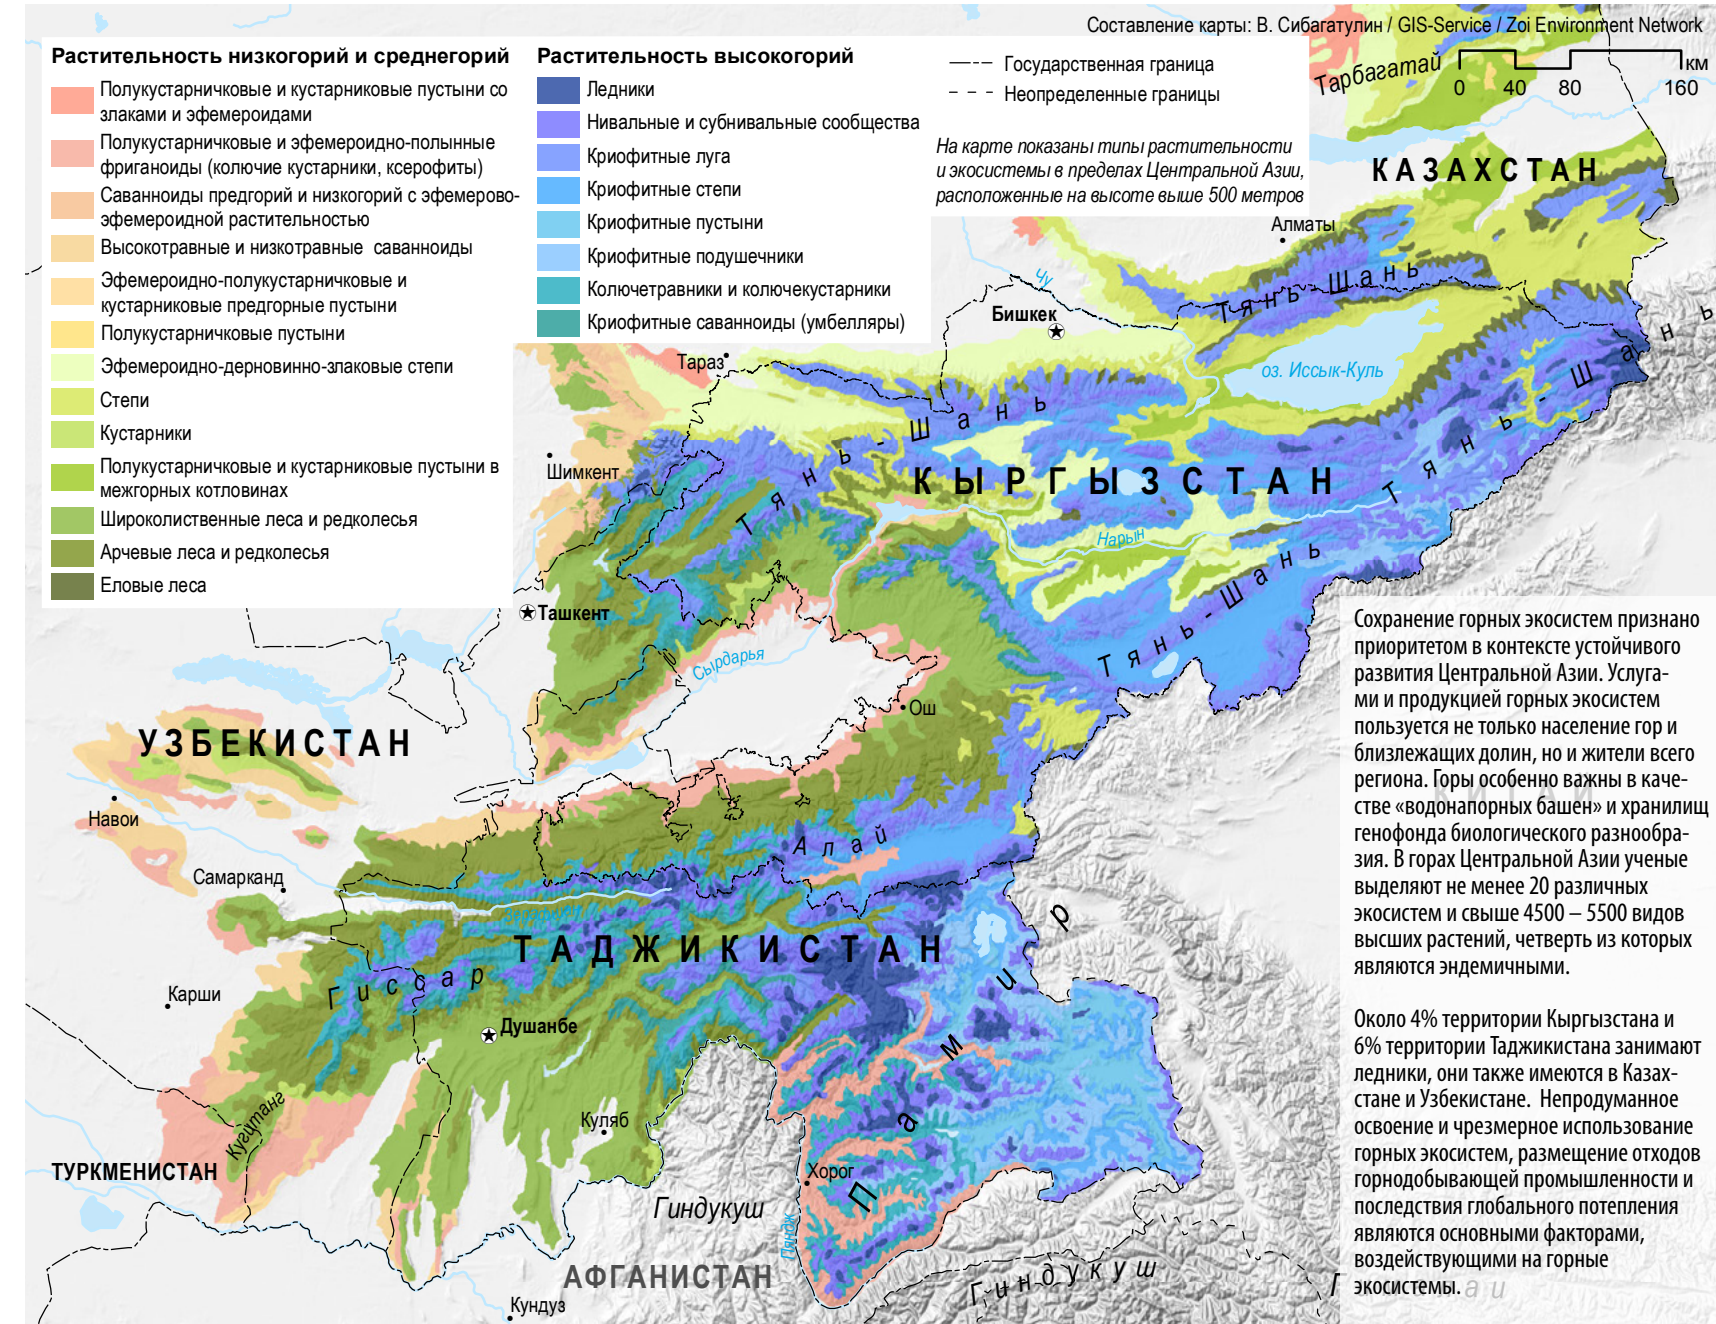 Составление карты: В. Сибагатулин / GIS-Service / Zoi Environment Network
Растительность низкогорий и среднегорий
Полукустарничковые и кустарниковые пустыни со
злаками и эфемероидами
Полукустарничковые и эфемероидно-полынные
фриганоиды (колючие кустарники, ксерофиты)
Саванноиды предгорий и низкогорий с эфемерово-
эфемероидной растительностью
Высокотравные и низкотравные саванноиды
Эфемероидно-полукустарничковые и
кустарниковые предгорные пустыни
Полукустарничковые пустыни
Эфемероидно-дерновинно-злаковые степи
Степи
Кустарники
Полукустарничковые и кустарниковые пустыни в
межгорных котловинах
Широколиственные леса и редколесья
Арчевые леса и редколесья
Еловые леса
Растительность высокогорий
Ледники
Нивальные и субнивальные сообщества
Криофитные луга
Криофитные степи
Криофитные пустыни
Криофитные подушечники
Колючетравники и колючекустарники
Криофитные саванноиды (умбелляры)
Государственная граница
Неопределенные границы
На карте показаны типы растительности
и экосистемы в пределах Центральной Азии,
расположенные на высоте выше 500 метров
км
0 40 80 160
Тарбагатай
КАЗАХСТАН
Алматы
Тянь-Шань
Чу
Бишкек
оз. Иссык-Куль
Тараз
Тянь-Шань
Тянь-Шань
Шимкент
КЫРГЫЗСТАН
Нарын
Тянь-Шань
Ташкент
Сырдарья
Ош
УЗБЕКИСТАН
Навои
Алай
Самарканд
Зеравшан
ТАДЖИКИСТАН
Гиссар
Карши
Душанбе
Памир
Кугитанг
Куляб
ТУРКМЕНИСТАН
Хорог
Гиндукуш
Пяндж
АФГАНИСТАН
Гиндукуш
Кундуз
КИТАЙ
Сохранение горных экосистем признано
приоритетом в контексте устойчивого
развития Центральной Азии. Услуга-
ми и продукцией горных экосистем
пользуется не только население гор и
близлежащих долин, но и жители всего
региона. Горы особенно важны в каче-
стве «водонапорных башен» и хранилищ
генофонда биологического разнообра-
зия. В горах Центральной Азии ученые
выделяют не менее 20 различных
экосистем и свыше 4500 – 5500 видов
высших растений, четверть из которых
являются эндемичными.
Около 4% территории Кыргызстана и
6% территории Таджикистана занимают
ледники, они также имеются в Казах-
стане и Узбекистане. Непродуманное
освоение и чрезмерное использование
горных экосистем, размещение отходов
горнодобывающей промышленности и
последствия глобального потепления
являются основными факторами,
воздействующими на горные
экосистемы.